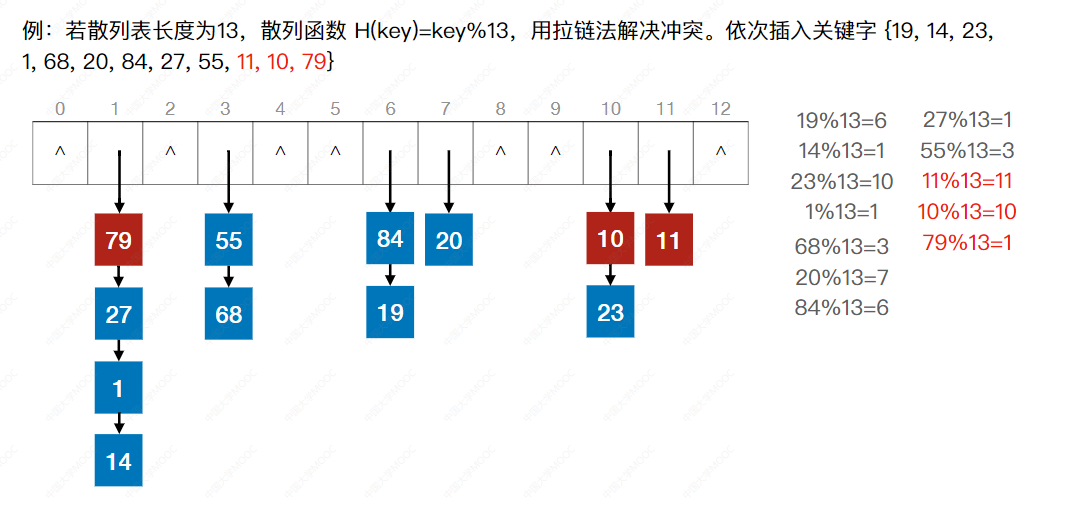 例：若散列表长度为13，散列函数 H(key)=key%13，用拉链法解决冲突。依次插入关键字 {19, 14, 23,
1, 68, 20, 84, 27, 55, 11, 10, 79}
0 1 2 3 4 5 6 7 8 9 10 11 12
^ ^ ^ ^ ^ ^ ^
79 55 84 20 10 11
27 68 19 23
1
14
19%13=6 27%13=1
14%13=1 55%13=3
23%13=10 11%13=11
1%13=1 10%13=10
68%13=3 79%13=1
20%13=7
84%13=6